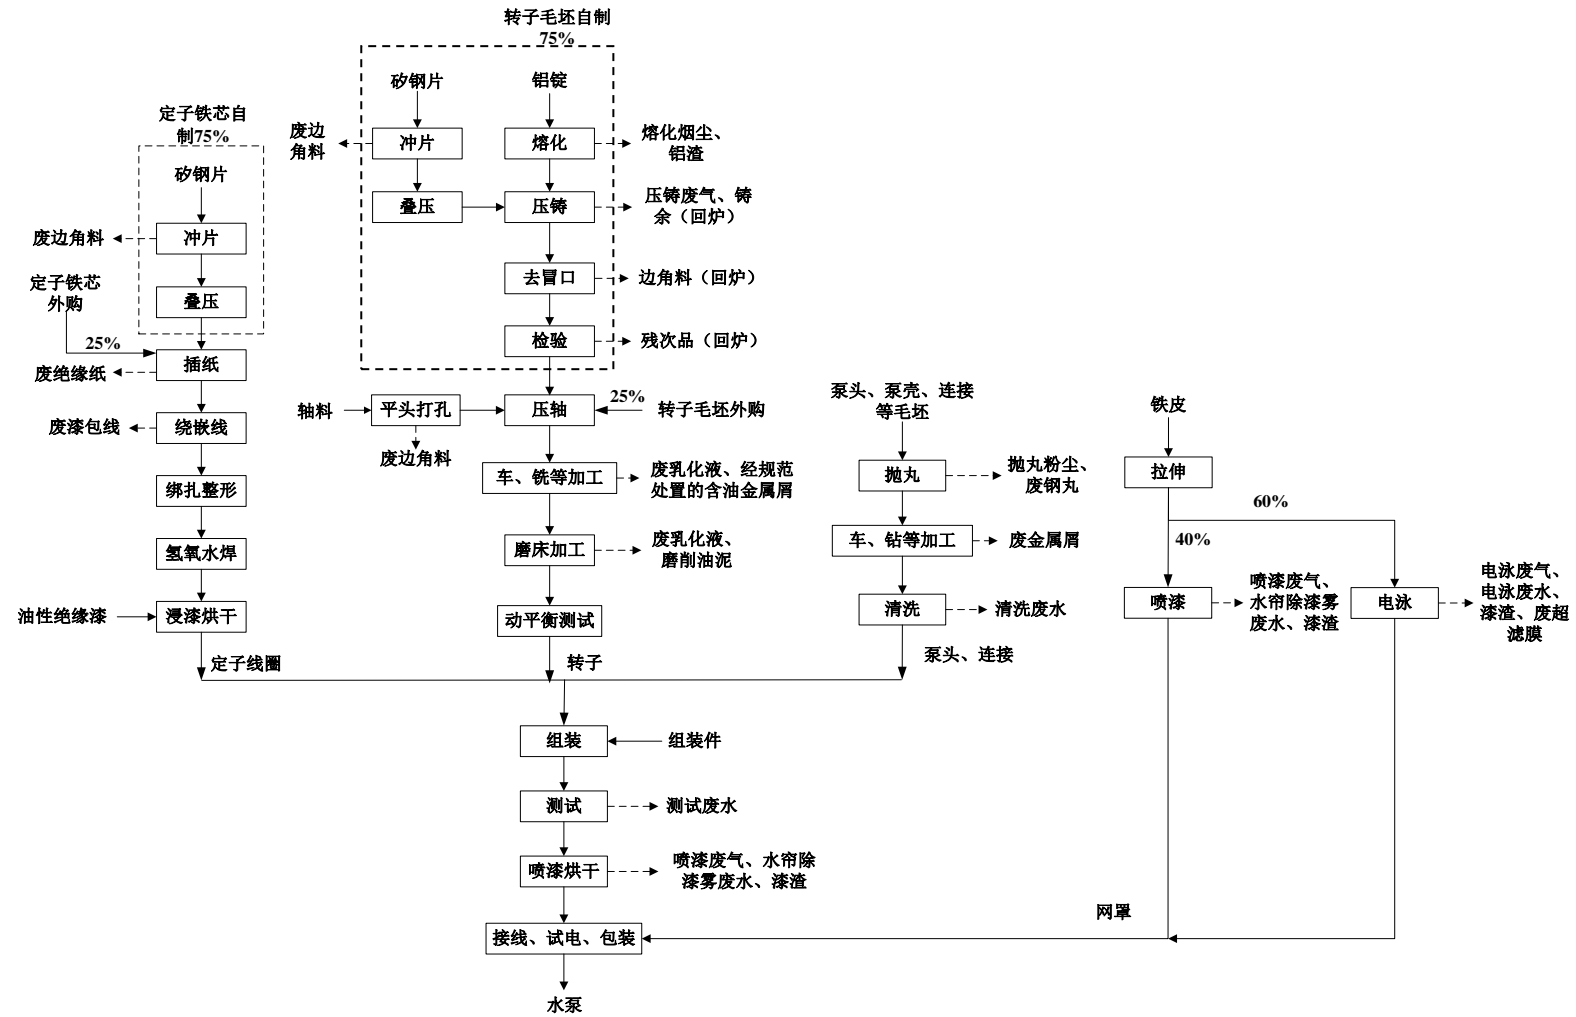 转子毛坯自制
75%
矽钢片
铝锭
定子铁芯自
制75%
废边
角料
冲片
熔化
熔化烟尘、
铝渣
矽钢片
叠压
压铸
压铸废气、铸
余（回炉）
废边角料
冲片
去冒口
边角料（回炉）
定子铁芯
外购
叠压
检验
残次品（回炉）
25%
插纸
废绝缘纸
轴料
平头打孔
压轴
25%
转子毛坯外购
泵头、泵壳、连接
等毛坯
铁皮
废漆包线
绕嵌线
废边角料
车、铣等加工
废乳化液、经规范
处置的含油金属屑
抛丸
抛丸粉尘、
废钢丸
拉伸
绑扎整形
60%
40%
氢氧水焊
磨床加工
废乳化液、
磨削油泥
车、钻等加工
废金属屑
油性绝缘漆
浸漆烘干
动平衡测试
清洗
清洗废水
喷漆
喷漆废气、
水帘除漆雾
废水、漆渣
电泳
电泳废气、
电泳废水、
漆渣、废超
滤膜
定子线圈
转子
泵头、连接
组装
组装件
测试
测试废水
喷漆烘干
喷漆废气、水帘除
漆雾废水、漆渣
网罩
接线、试电、包装
水泵